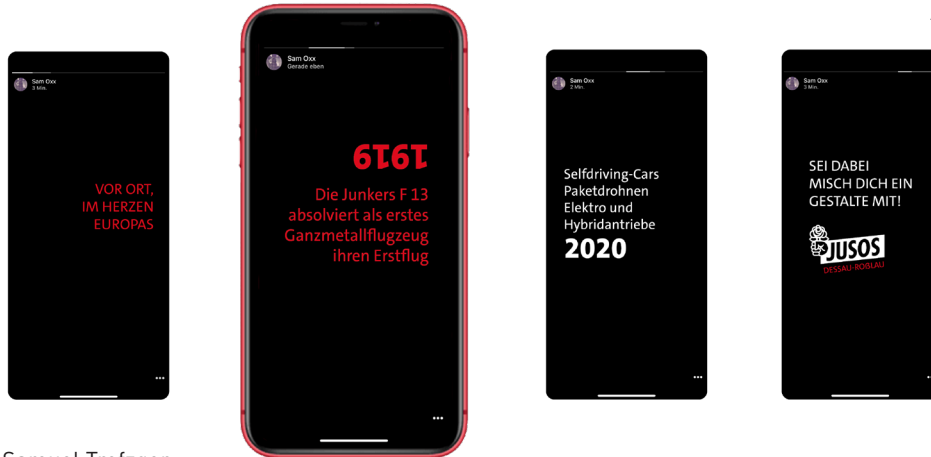 Sam Oxx
3 Min.
VOR ORT,
IM HERZEN
EUROPAS
Sam Oxx
Gerade eben
1919
Die Junkers F 13
absolviert als erstes
Ganzmetallflugzeug
ihren Erstflug
Sam Oxx
2 Min.
Selfdriving-Cars
Paketdrohnen
Elektro und
Hybridantriebe
2020
Sam Oxx
3 Min.
SEI DABEI
MISCH DICH EIN
GESTALTE MIT!
JUSOS
DESSAU-ROßLAU
Samuel